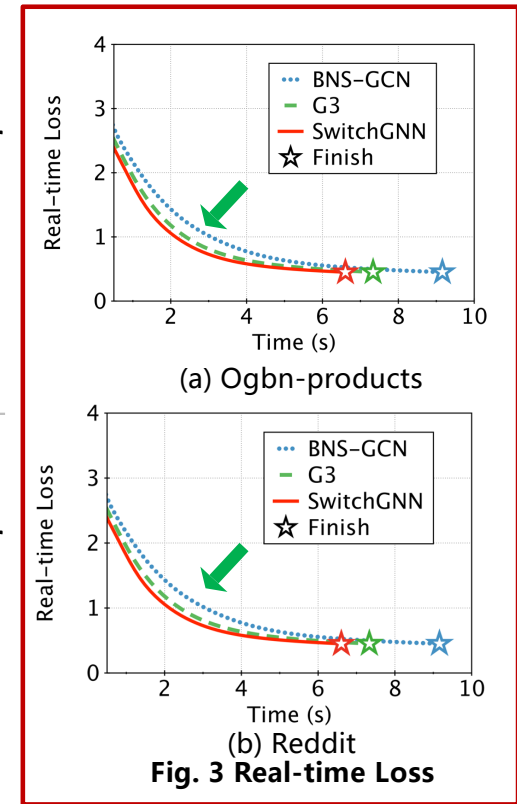 4
3
2
1
0
Real-time Loss
BNS-GCN
G3
SwitchGNN
Finish
2 4 6 8 10
Time (s)
(a) Ogbn-products
4
3
2
1
0
Real-time Loss
BNS-GCN
G3
SwitchGNN
Finish
2 4 6 8 10
Time (s)
(b) Reddit
Fig. 3 Real-time Loss